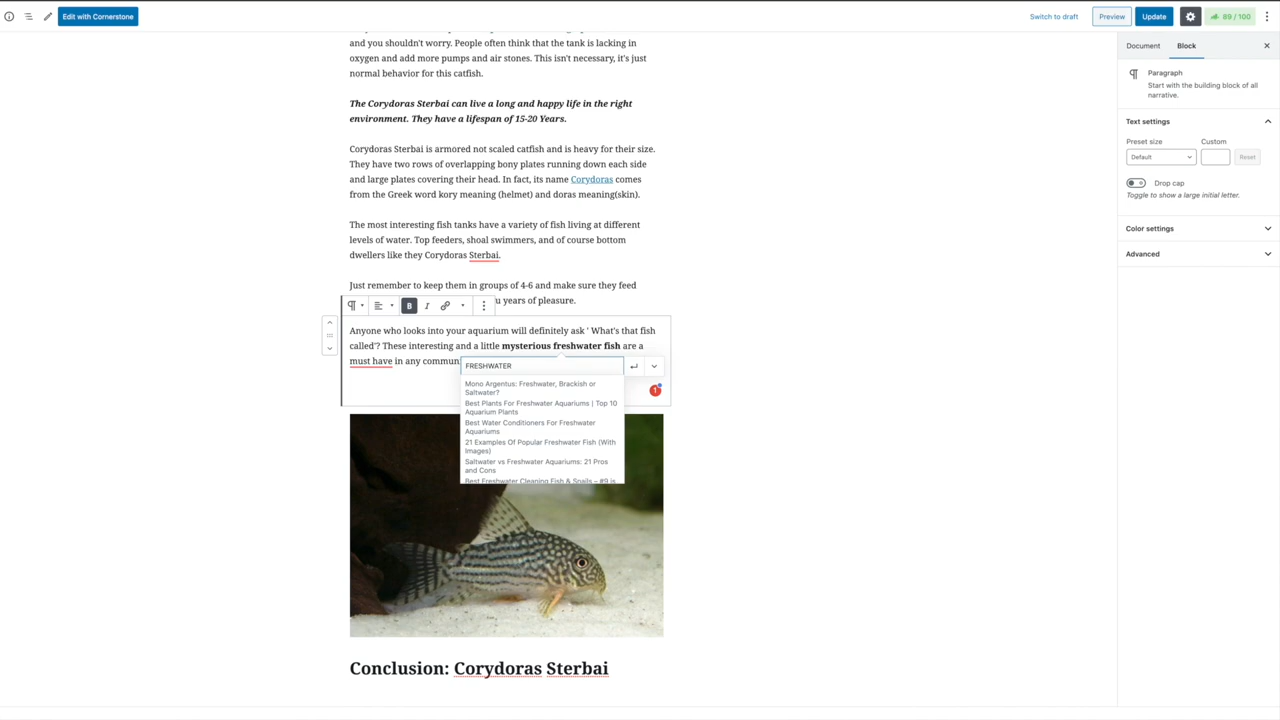 Edit with Cornerstone
Switch to draft
Preview
Update
89 / 100
and you shouldn't worry. People often think that the tank is lacking in
oxygen and add more pumps and air stones. This isn't necessary, it's just
normal behavior for this catfish.
The Corydoras Sterbai can live a long and happy life in the right
environment. They have a lifespan of 15-20 Years.
Corydoras Sterbai is armored not scaled catfish and is heavy for their size.
They have two rows of overlapping bony plates running down each side
and large plates covering their head. In fact, its name Corydoras comes
from the Greek word kory meaning (helmet) and doras meaning(skin).
The most interesting fish tanks have a variety of fish living at different
levels of water. Top feeders, shoal swimmers, and of course bottom
dwellers like they Corydoras Sterbai.
Just remember to keep them in groups of 4-6 and make sure they feed
u years of pleasure.
B
I
Anyone who looks into your aquarium will definitely ask ' What's that fish
called'? These interesting and a little mysterious freshwater fish are a
must have in any commun
FRESHWATER
Mono Argentus: Freshwater, Brackish or
Saltwater?
Best Plants For Freshwater Aquariums | Top 10
Aquarium Plants
Best Water Conditioners For Freshwater
Aquariums
21 Examples Of Popular Freshwater Fish (With
Images)
Saltwater vs Freshwater Aquariums: 21 Pros
and Cons
Best Freshwater Cleaning Fish & Snails – #9 is
1
Conclusion: Corydoras Sterbai
Document
Block
Paragraph
Start with the building block of all
narrative.
Text settings
Preset size
Custom
Default
Reset
Drop cap
Toggle to show a large initial letter.
Color settings
Advanced